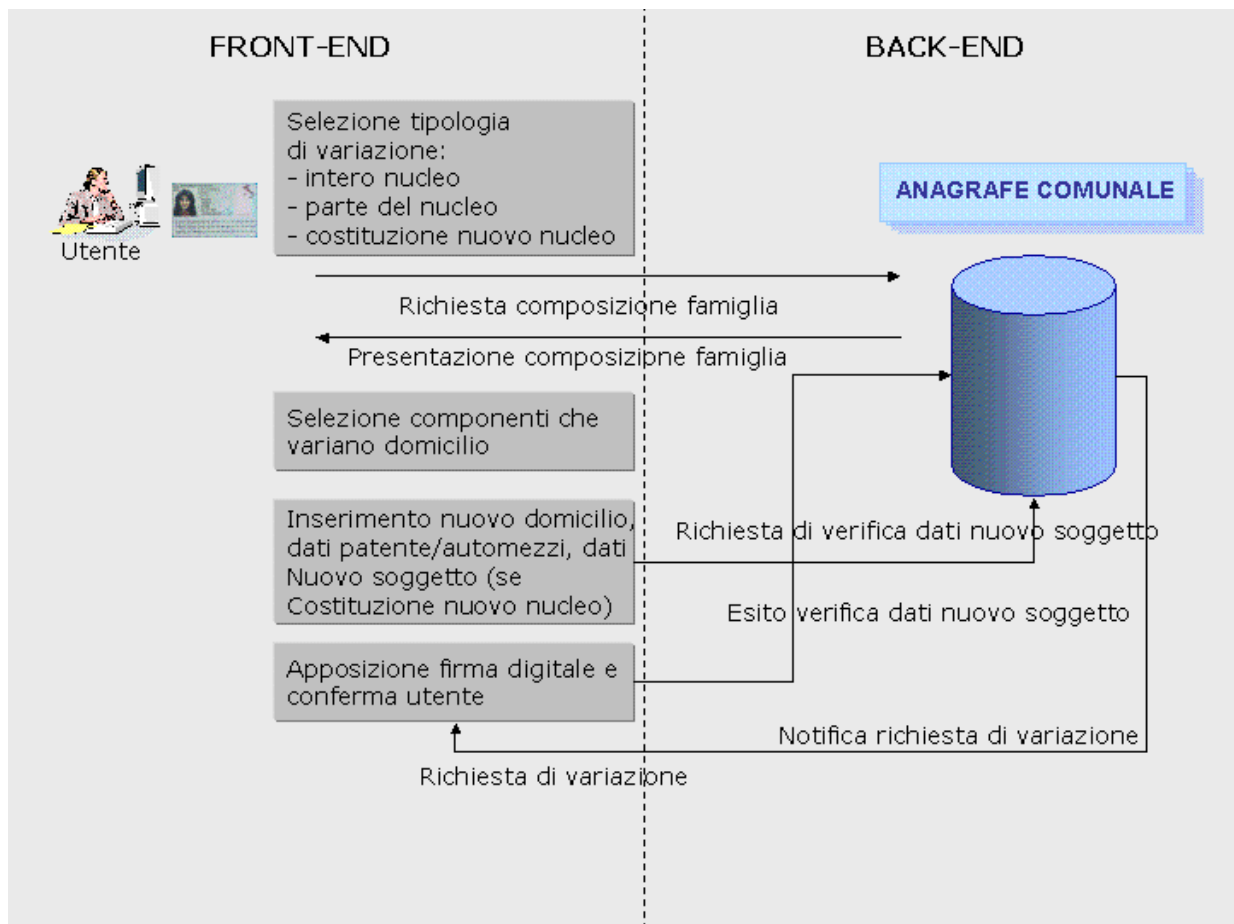 FRONT-END
BACK-END
Selezione tipologia
di variazione:
- intero nucleo
- parte del nucleo
- costituzione nuovo nucleo
Utente
ANAGRAFE COMUNALE
Richiesta composizione famiglia
Presentazione composizione famiglia
Selezione componenti che
variano domicilio
Inserimento nuovo domicilio,
dati patente/automezzi, dati
Nuovo soggetto (se
Costituzione nuovo nucleo)
Richiesta di verifica dati nuovo soggetto
Esito verifica dati nuovo soggetto
Apposizione firma digitale e
conferma utente
Notifica richiesta di variazione
Richiesta di variazione